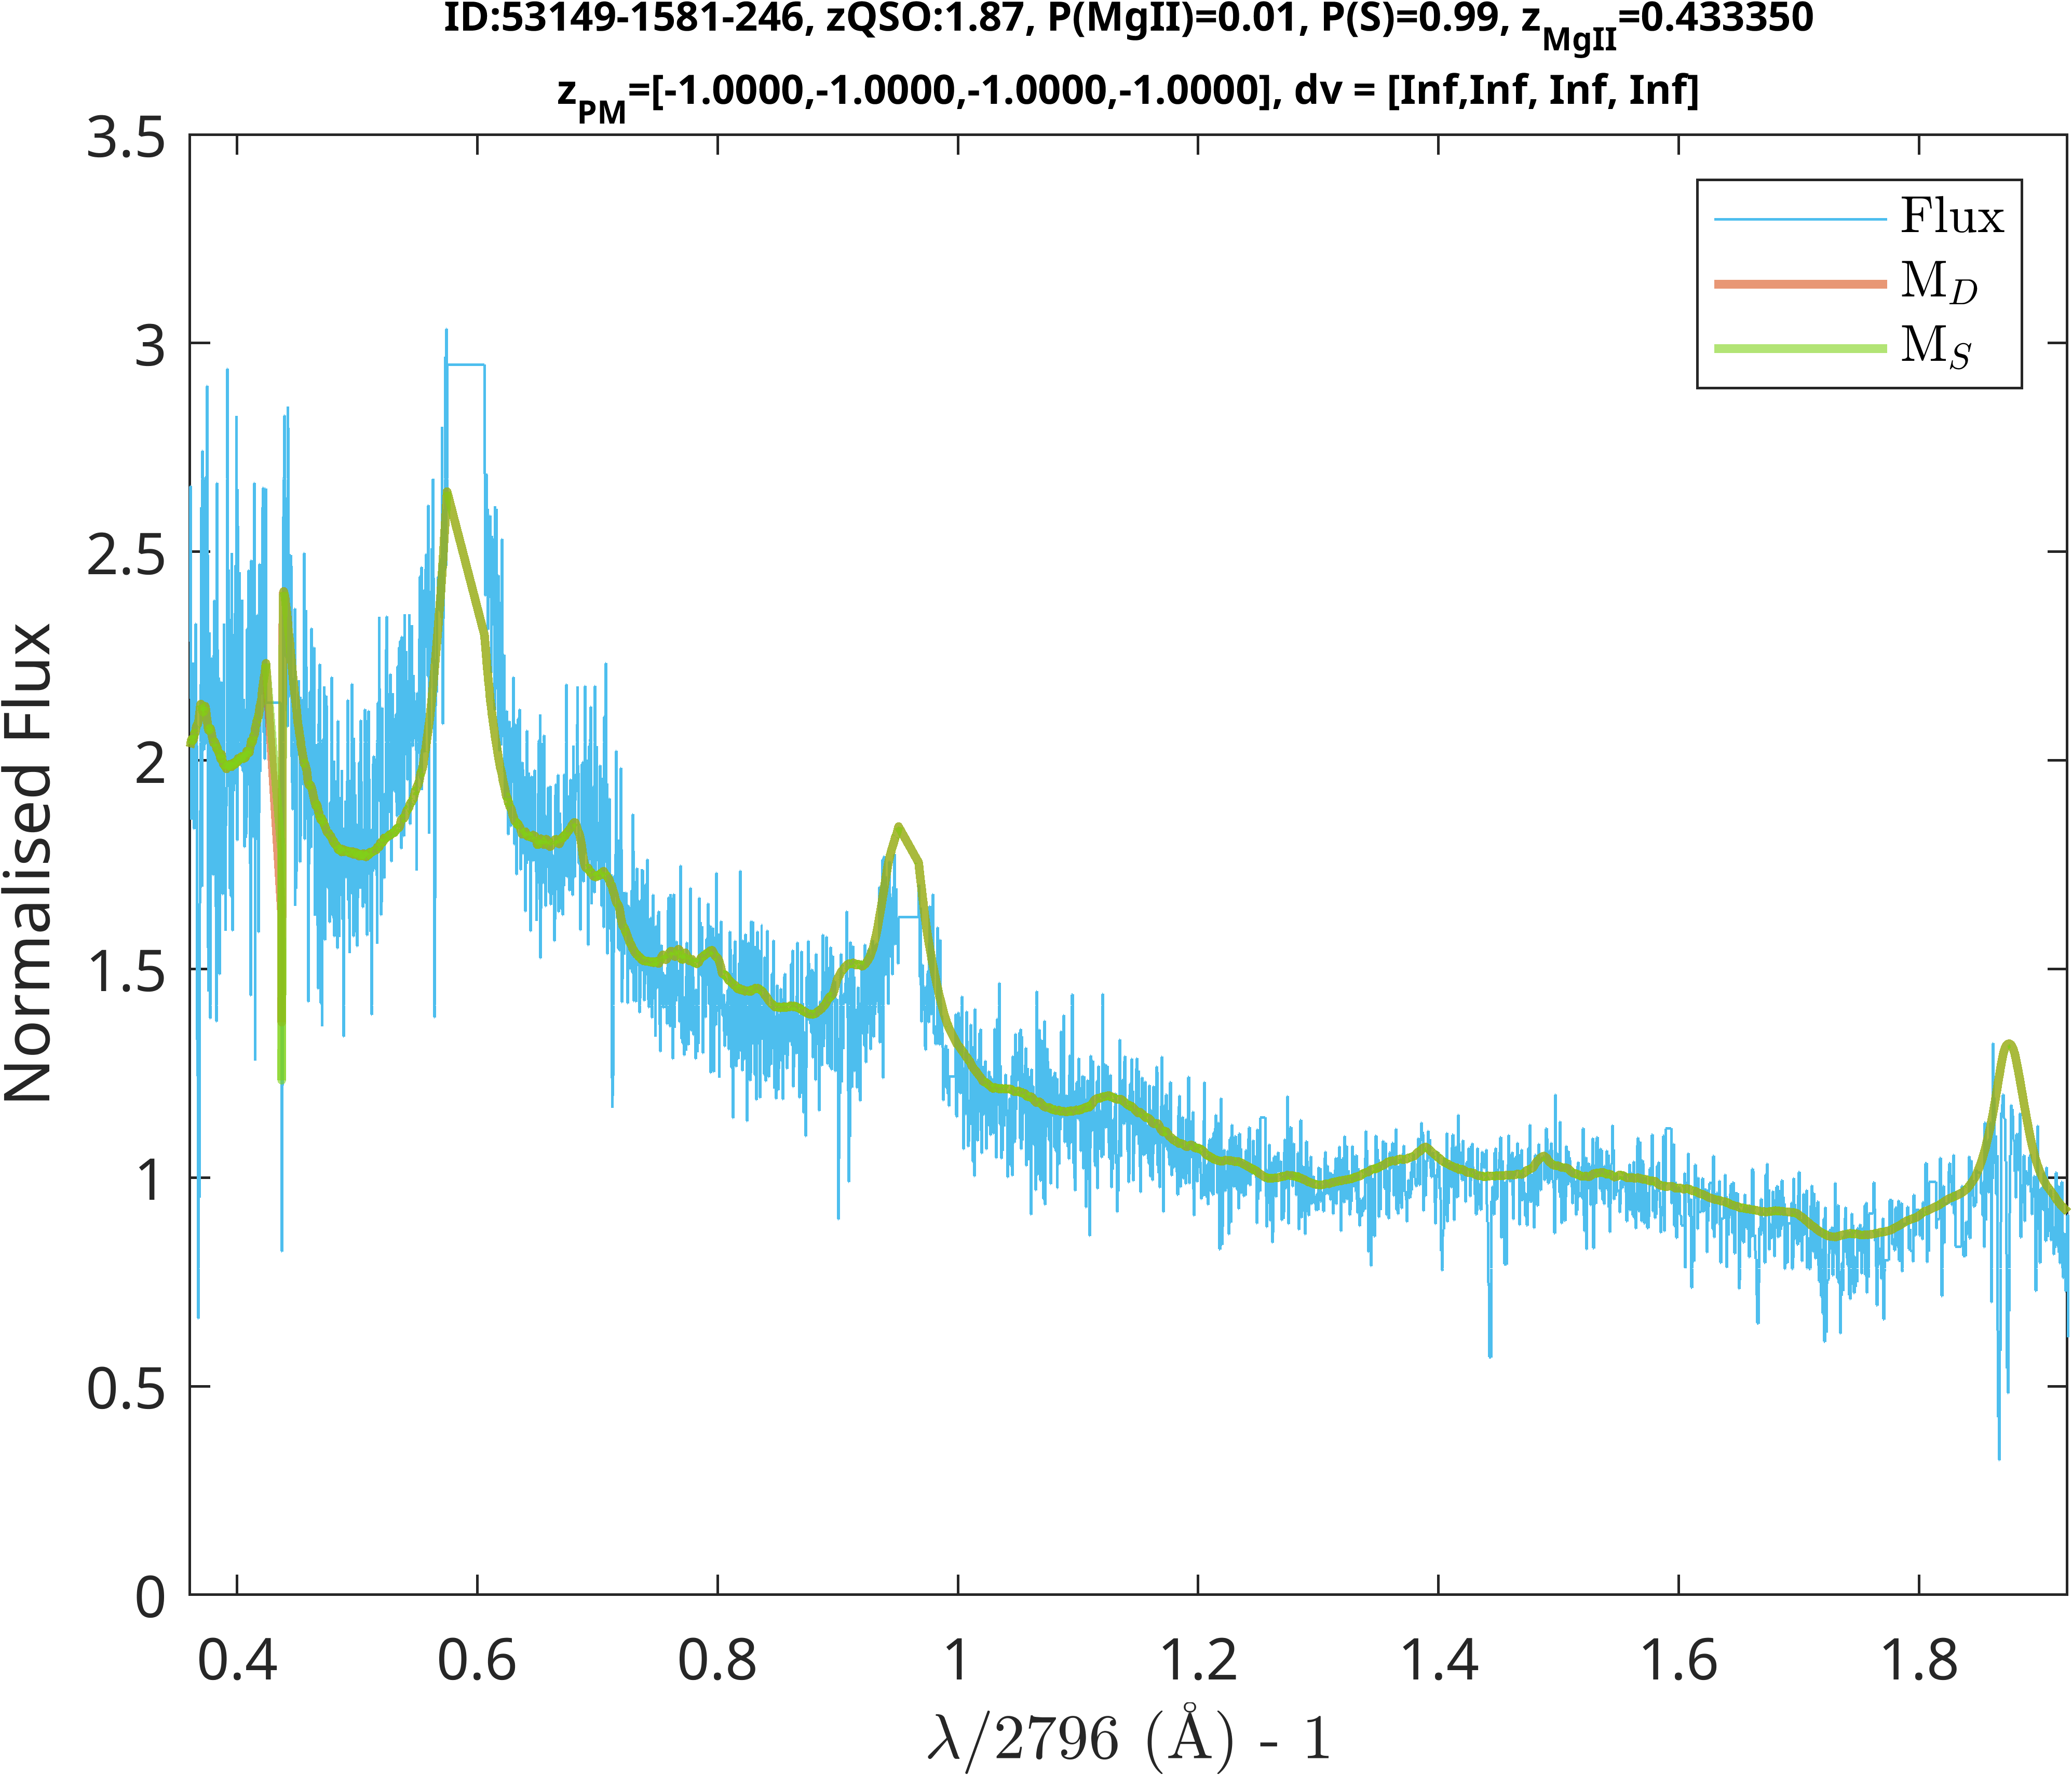 ID:53149-1581-246, zQSO:1.87, P(MgII)=0.01, P(S)=0.99, zMgII=0.433350
zPM=[-1.0000,-1.0000,-1.0000,-1.0000], dv = [Inf,Inf, Inf, Inf]
3.5
3
2.5
2
1.5
1
0.5
0
Normalised Flux
Flux
MD
MS
0.4 0.6 0.8 1 1.2 1.4 1.6 1.8
λ/2796 (Å) - 1